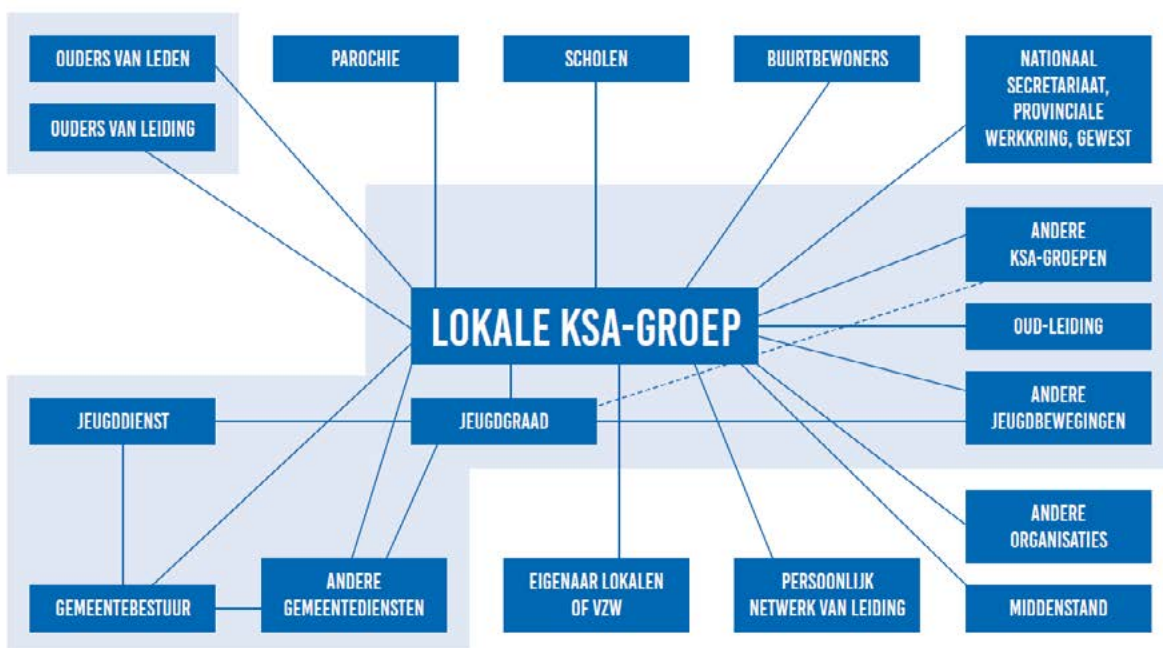 OUDERS VAN LEDEN
PAROCHIE
SCHOLEN
BUURTBEWONERS
NATIONAAL
SECRETARIAAT,
PROVINCIALE
WERKKRING, GEWEST
OUDERS VAN LEIDING
ANDERE
KSA-GROEPEN
LOKALE KSA-GROEP
OUD-LEIDING
JEUGDDIENST
JEUGDGRAAD
ANDERE
JEUGDBEWEGINGEN
ANDERE
ORGANISATIES
GEMEENTEBESTUUR
ANDERE
GEMEENTEDIENSTEN
EIGENAAR LOKALEN
OF VZW
PERSOONLIJK
NETWERK VAN LEIDING
MIDDENSTAND